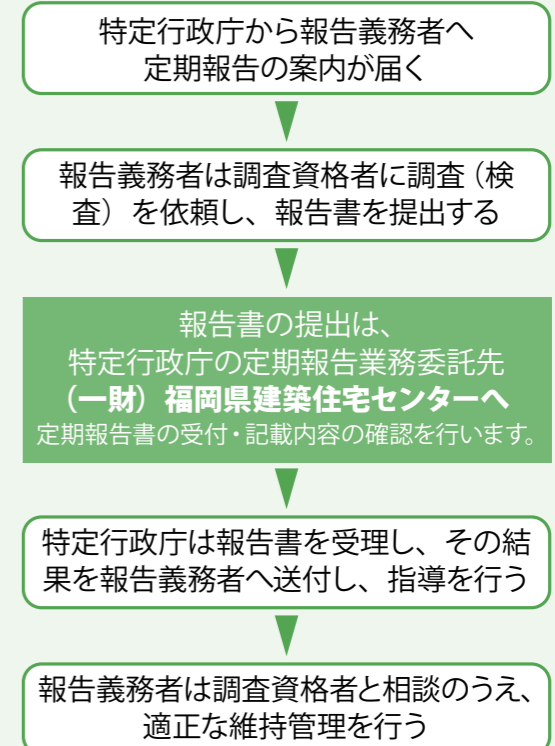 特定行政庁から報告義務者へ
定期報告の案内が届く
報告義務者は調査資格者に調査（検
査）を依頼し、報告書を提出する
報告書の提出は、
特定行政庁の定期報告業務委託先
（一財）福岡県建築住宅センターへ
定期報告書の受付・記載内容の確認を行います。
特定行政庁は報告書を受理し、その結
果を報告義務者へ送付し、指導を行う
報告義務者は調査資格者と相談のうえ、
適正な維持管理を行う